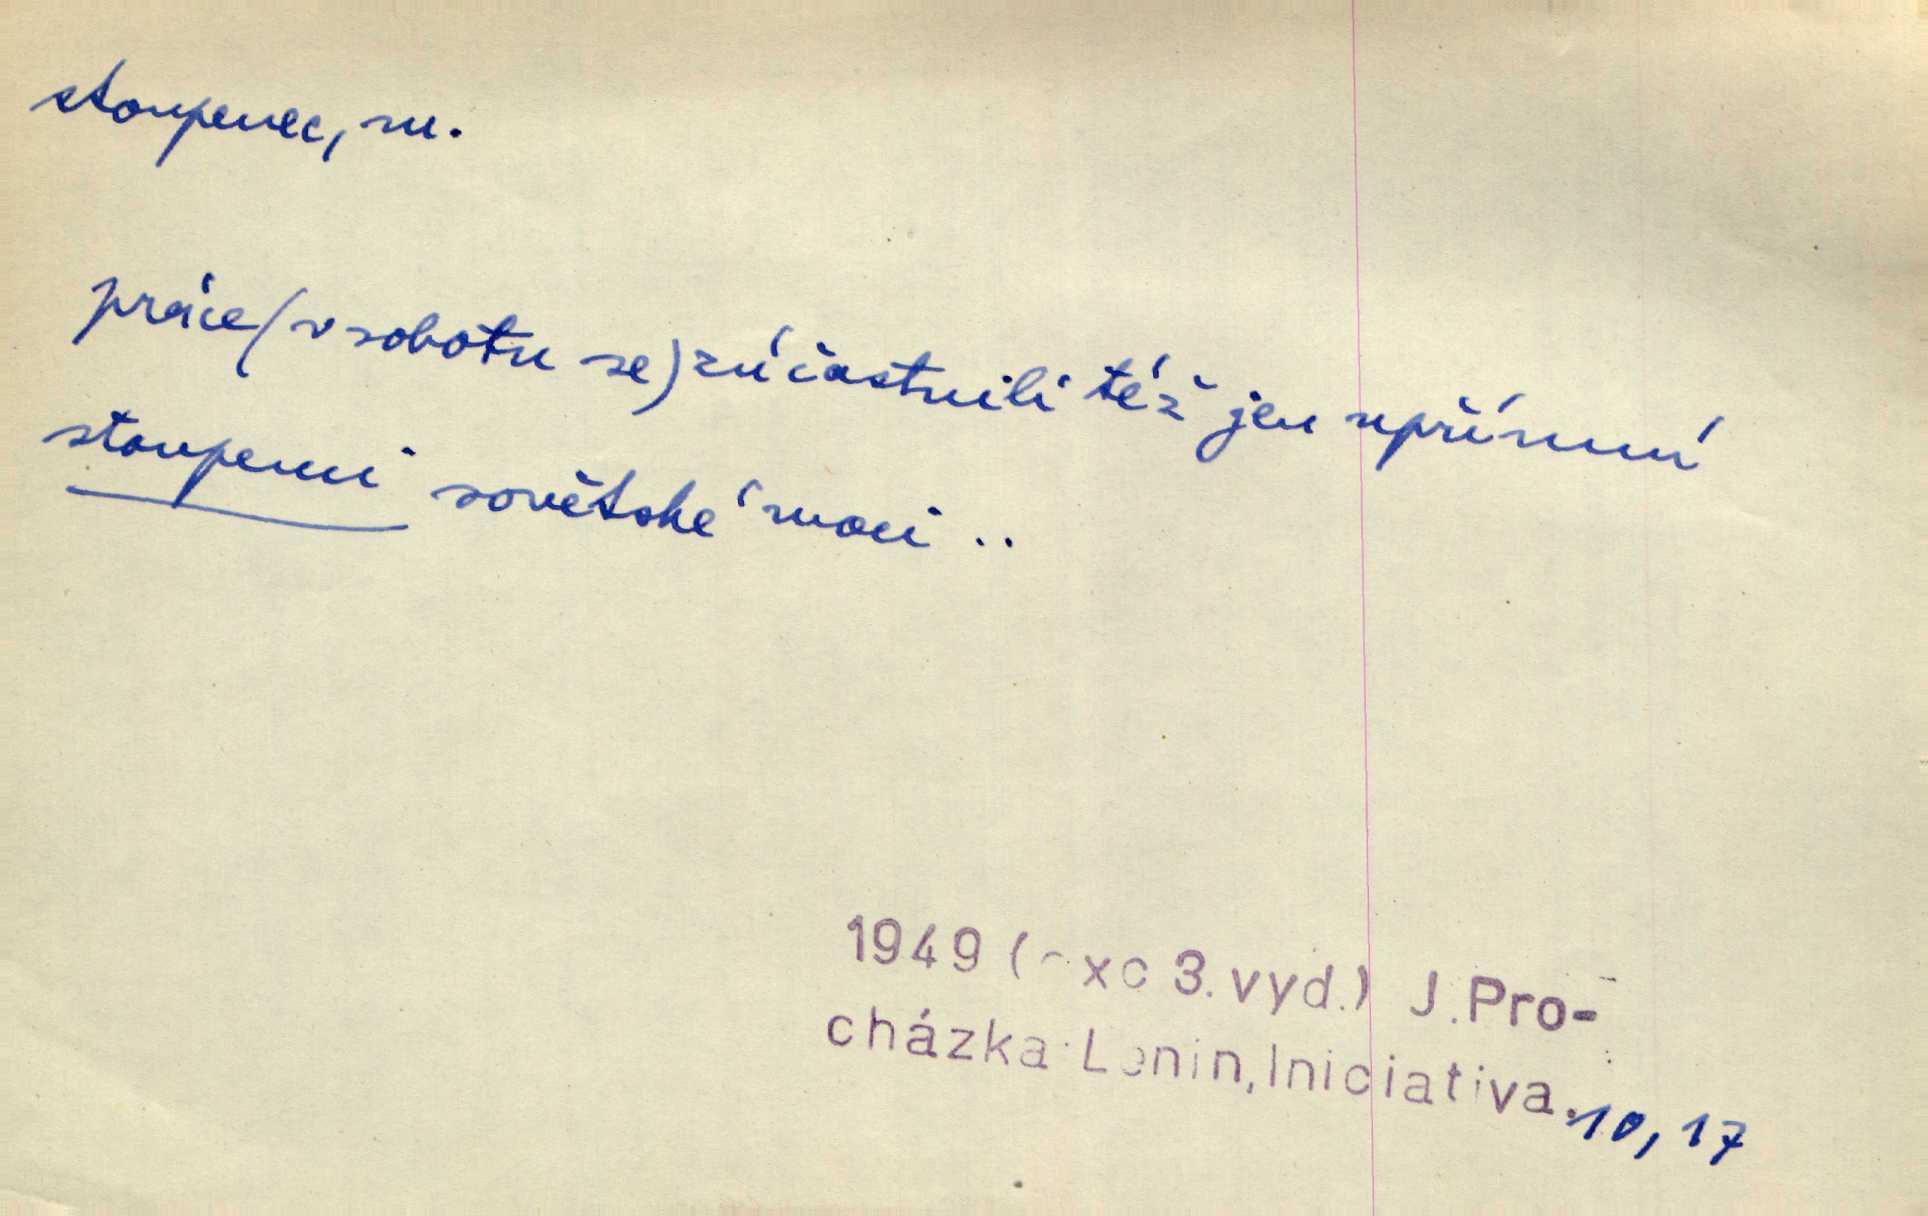 stoupenec, m.
práce (v sobotu se) zúčastnili též jen upřímní
stoupenci sovětské moci ..
1949 ( xc 3. vyd.) J. Pro-
cházka Lenin, Iniciativa. 10, 17